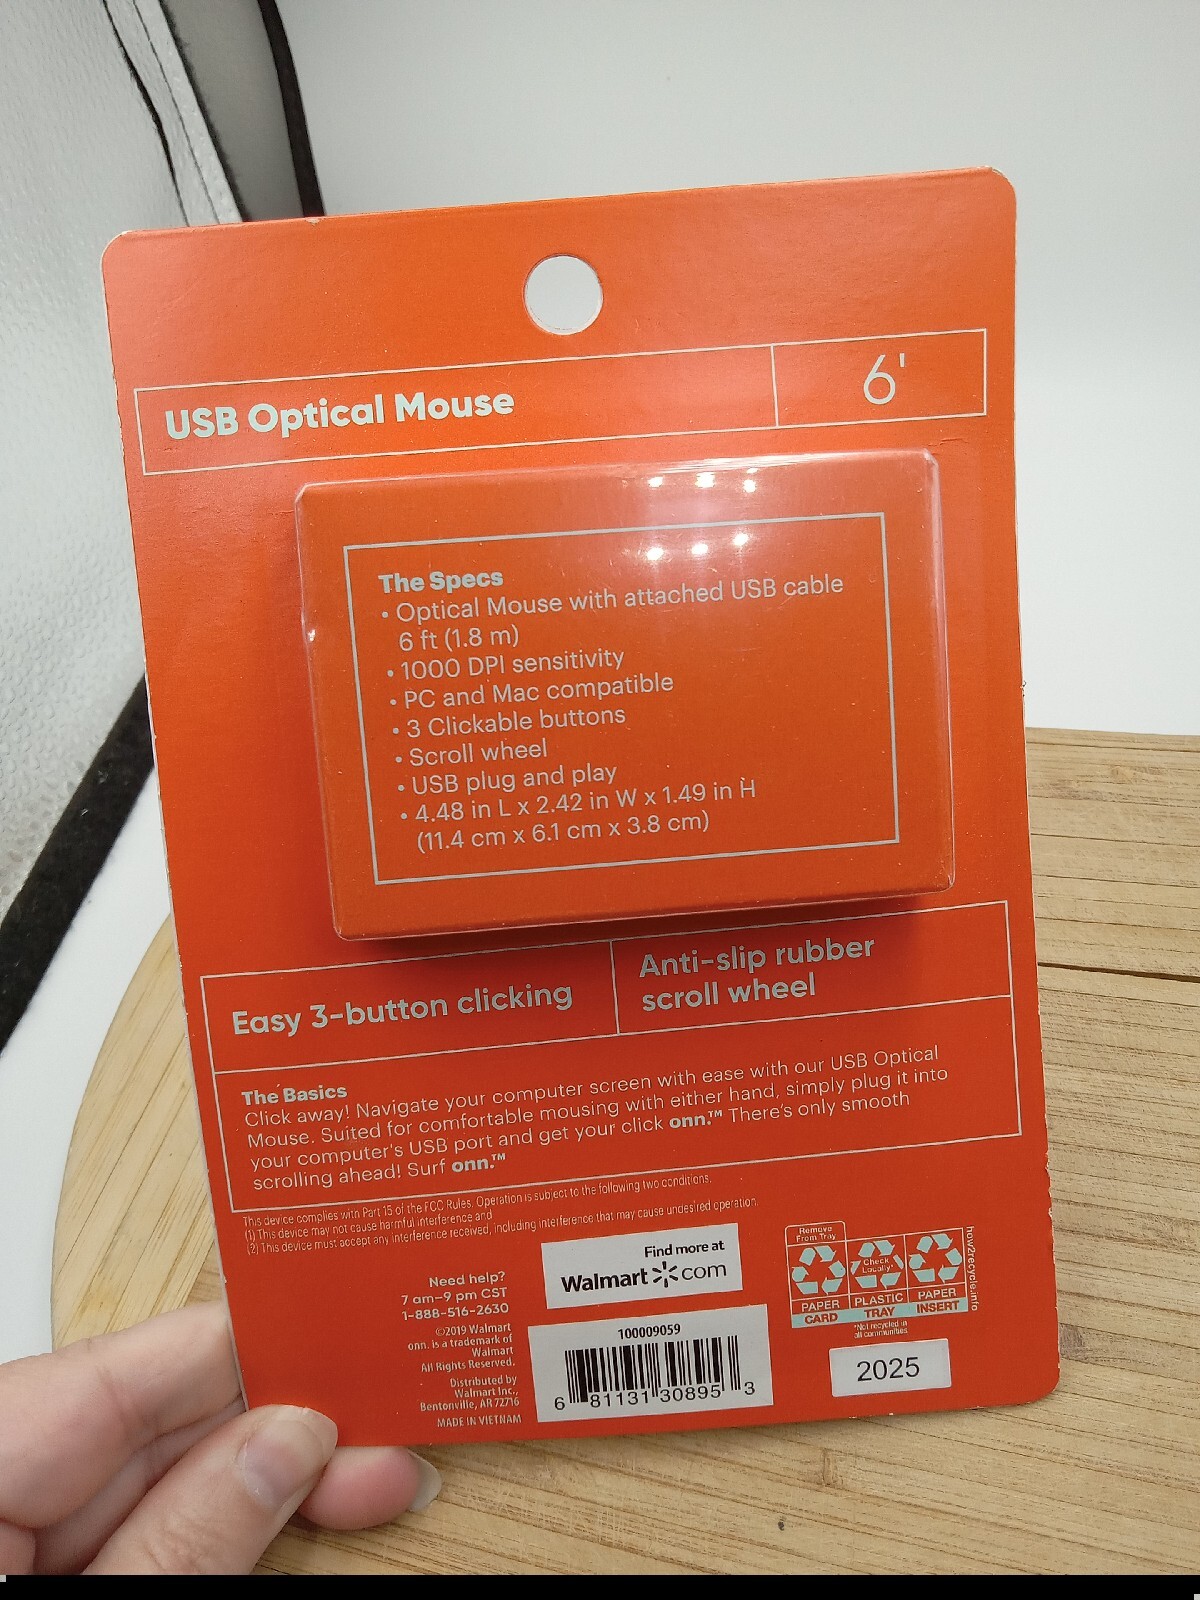 USB Optical Mouse
6'
The Specs
• Optical Mouse with attached USB cable
6 ft (1.8 m)
• 1000 DPI sensitivity
• PC and Mac compatible
• 3 Clickable buttons
• Scroll wheel
• USB plug and play
• 4.48 in L x 2.42 in W x 1.49 in H
(11.4 cm x 6.1 cm x 3.8 cm)
Easy 3-button clicking
Anti-slip rubber
scroll wheel
The Basics
Click away! Navigate your computer screen with ease with our USB Optical
Mouse. Suited for comfortable mousing with either hand, simply plug it into
your computer's USB port and get your click onn.™ There's only smooth
scrolling ahead! Surf onn.™
This device complies with Part 15 of the FCC Rules. Operation is subject to the following two conditions.
(1) This device may not cause harmful interference and
(2) This device must accept any interference received, including interference that may cause undesired operation.
Need help?
7 am-9 pm CST
1-888-516-2630
©2019 Walmart
onn. is a trademark of
Walmart
All Rights Reserved.
Distributed by
Walmart Inc.,
Bentonville, AR 72716
MADE IN VIETNAM
Find more at
Walmart com
100009059
6 81131 30895 3
Remove
From Tray
Check
Locally*
PAPER
CARD
PLASTIC
TRAY
PAPER
INSERT
*Not recycled in
all communities
how2recycle.info
2025